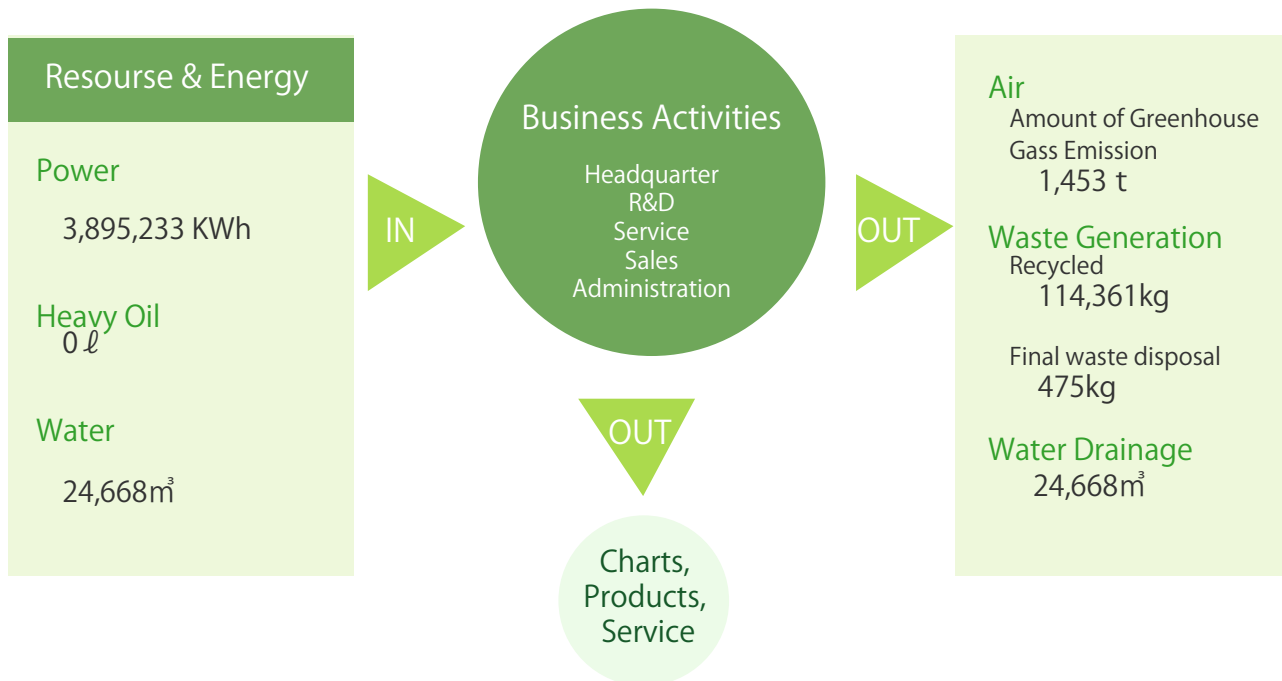 Resourse & Energy
Power
3,895,233 KWh
Heavy Oil
0 ℓ
Water
24,668㎥
IN
Business Activities
Headquarter
R&D
Service
Sales
Administration
OUT
Charts,
Products,
Service
OUT
Air
Amount of Greenhouse
Gass Emission
1,453 t
Waste Generation
Recycled
114,361kg
Final waste disposal
475kg
Water Drainage
24,668㎥